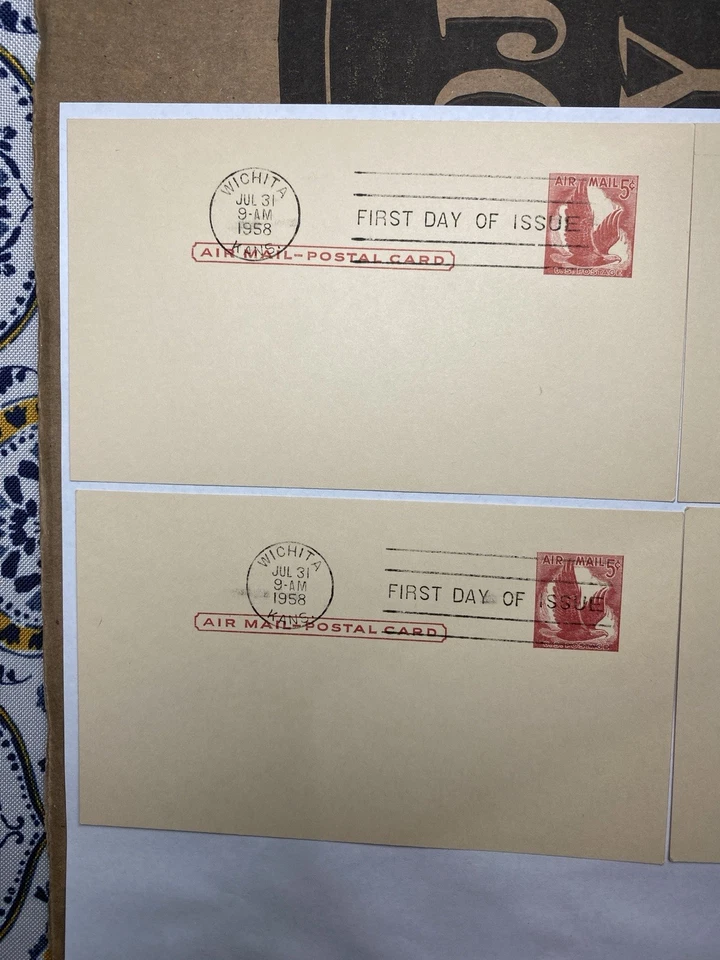 WICHITA
JUL 31
9-AM
1958
KANS.
FIRST DAY OF ISSUE
AIR MAIL 5¢
U.S. POSTAGE
AIR MAIL–POSTAL CARD
WICHITA
JUL 31
9-AM
1958
KANS.
FIRST DAY OF ISSUE
AIR MAIL 5¢
AIR MAIL–POSTAL CARD